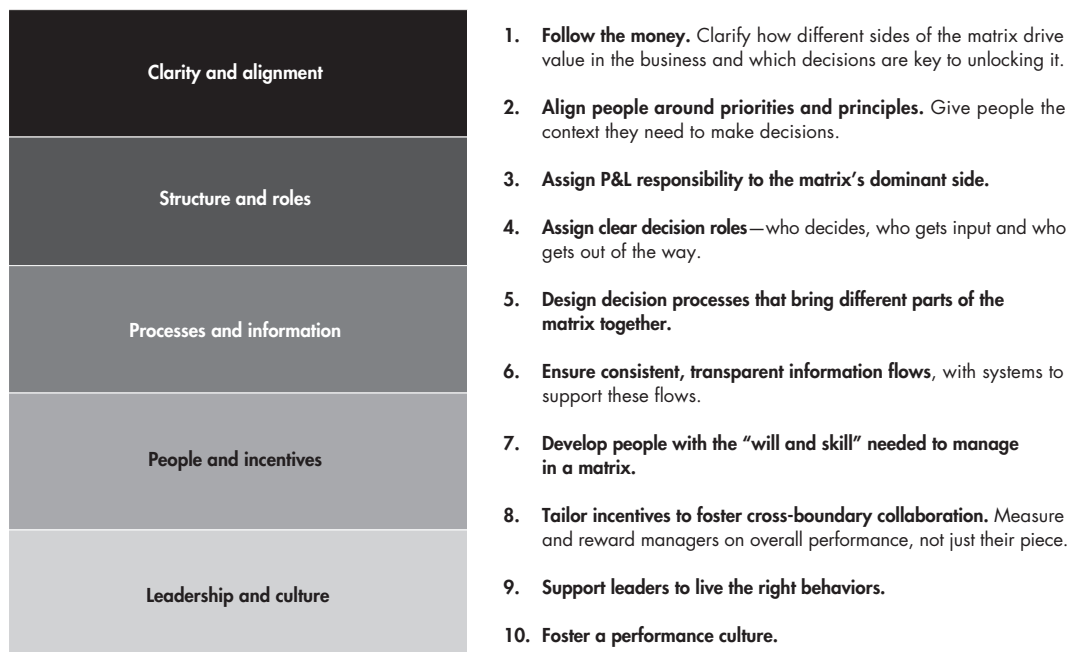 Clarity and alignment
Structure and roles
Processes and information
People and incentives
Leadership and culture
1. Follow the money. Clarify how different sides of the matrix drive
value in the business and which decisions are key to unlocking it.
2. Align people around priorities and principles. Give people the
context they need to make decisions.
3. Assign P&L responsibility to the matrix’s dominant side.
4. Assign clear decision roles—who decides, who gets input and who
gets out of the way.
5. Design decision processes that bring different parts of the
matrix together.
6. Ensure consistent, transparent information flows, with systems to
support these flows.
7. Develop people with the “will and skill” needed to manage
in a matrix.
8. Tailor incentives to foster cross-boundary collaboration. Measure
and reward managers on overall performance, not just their piece.
9. Support leaders to live the right behaviors.
10. Foster a performance culture.